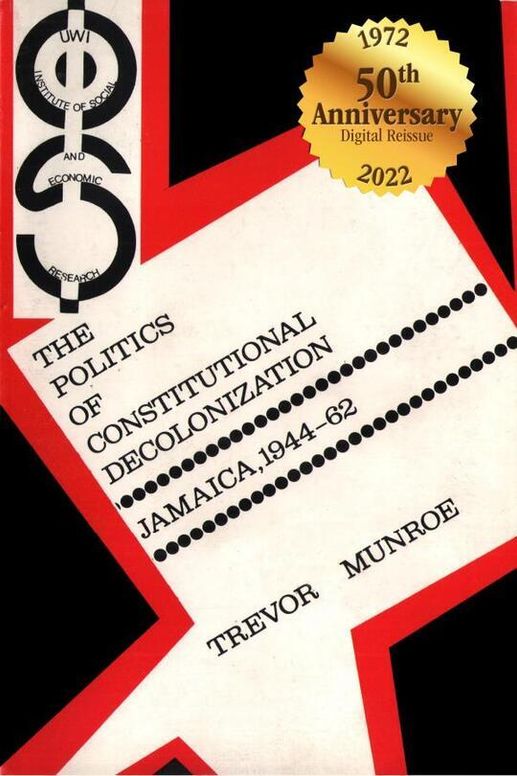 UWI
INSTITUTE OF SOCIAL
AND
ECONOMIC
RESEARCH
1972
50th
Anniversary
Digital Reissue
2022
THE
POLITICS
OF
CONSTITUTIONAL
DECOLONIZATION
JAMAICA, 1944-62
TREVOR MUNROE